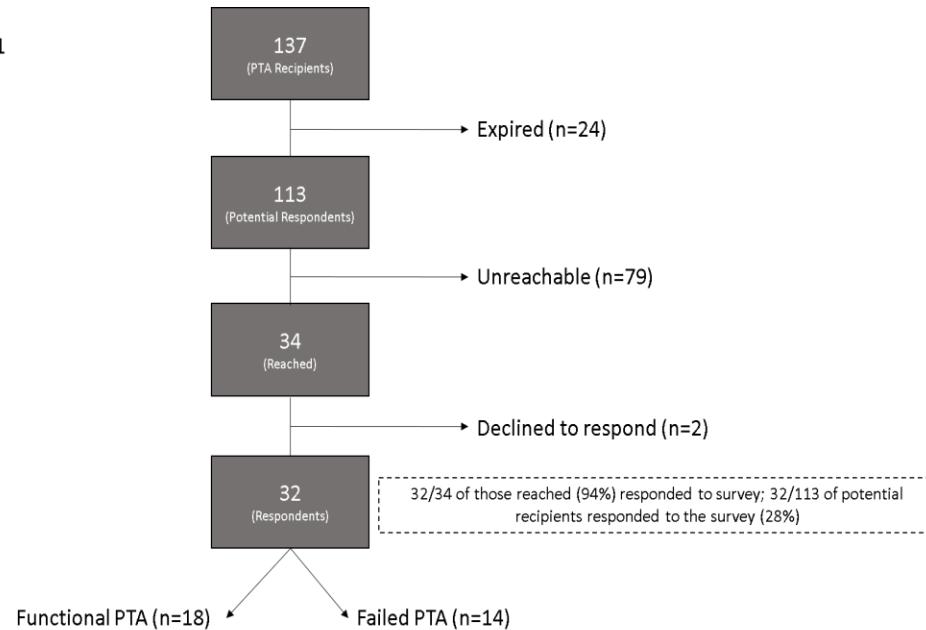 1
137
(PTA Recipients)
Expired (n=24)
113
(Potential Respondents)
Unreachable (n=79)
34
(Reached)
Declined to respond (n=2)
32
(Respondents)
32/34 of those reached (94%) responded to survey; 32/113 of potential
recipients responded to the survey (28%)
Functional PTA (n=18)
Failed PTA (n=14)